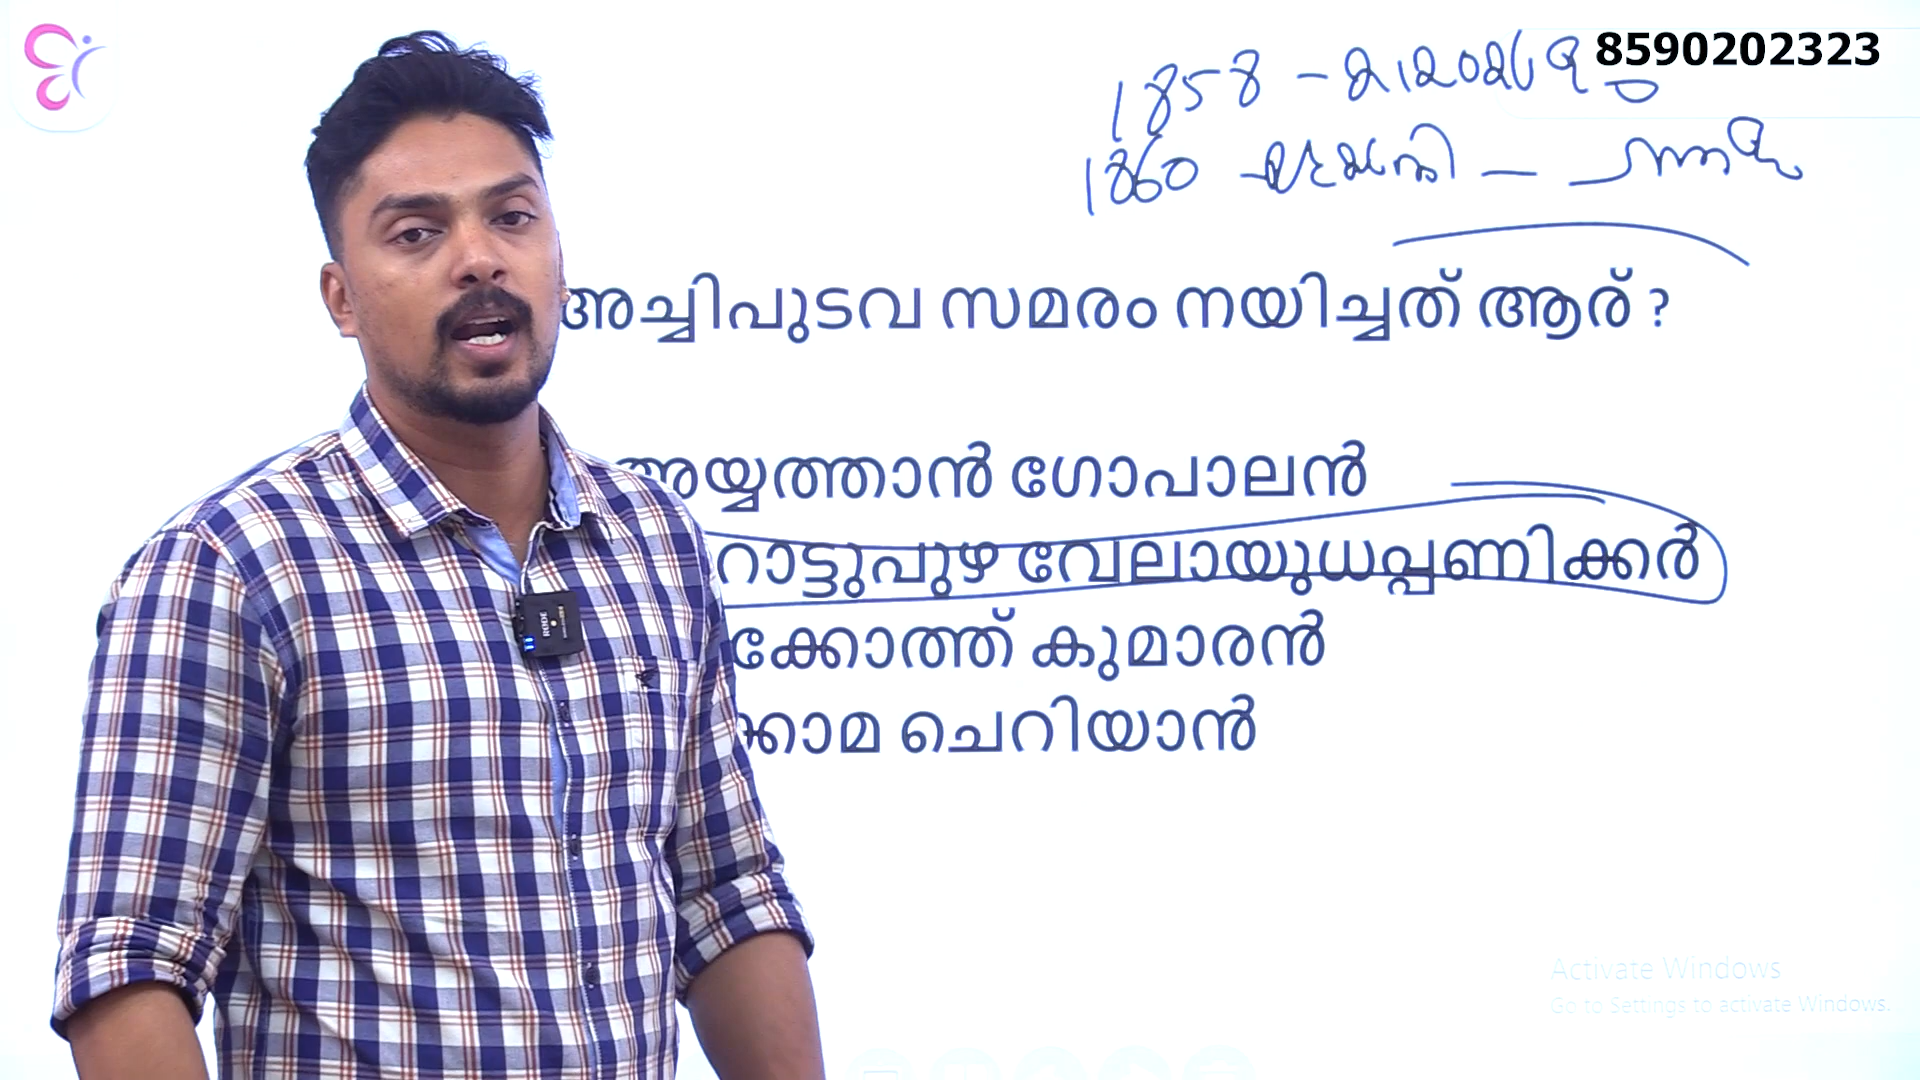 8590202323
1858 -
1860
അച്ചിപുടവ സമരം നയിച്ചത് ആര് ?
അയ്യത്താൻ ഗോപാലൻ
റാട്ടുപുഴ വേലായുധപ്പണിക്കർ
ക്കോത്ത് കുമാരൻ
ക്കാമ ചെറിയാൻ
RODE
Activate Windows
Go to Settings to activate Windows.